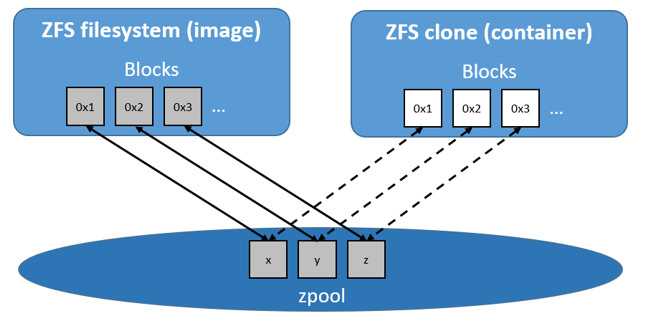 ZFS filesystem (image)
Blocks
0x1 0x2 0x3 ...
ZFS clone (container)
Blocks
0x1 0x2 0x3 ...
x y z
zpool